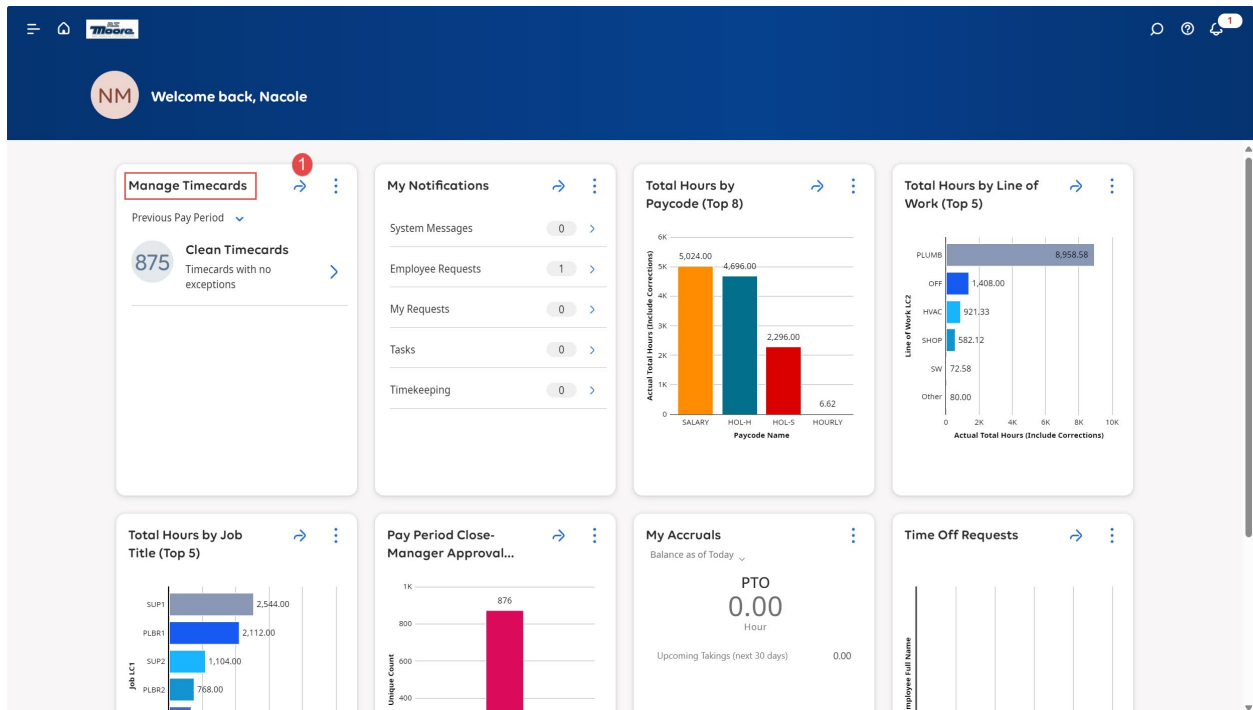 R.S.
Moore
1
NM
Welcome back, Nacole
1
Manage Timecards
Previous Pay Period
875
Clean Timecards
Timecards with no
exceptions
My Notifications
System Messages 0
Employee Requests 1
My Requests 0
Tasks 0
Timekeeping 0
Total Hours by
Paycode (Top 8)
Actual Total Hours (Include Corrections)
6K
5K
4K
3K
2K
1K
0
5,024.00
4,696.00
2,296.00
6.62
SALARY HOL-H HOL-S HOURLY
Paycode Name
Total Hours by Line of
Work (Top 5)
Line of Work LC2
PLUMB 8,958.58
OFF 1,408.00
HVAC 921.33
SHOP 582.12
SW 72.58
Other 80.00
0 2K 4K 6K 8K 10K
Actual Total Hours (Include Corrections)
Total Hours by Job
Title (Top 5)
Job LC1
SUP1 2,544.00
PLBR1 2,112.00
SUP2 1,104.00
PLBR2 768.00
Pay Period Close-
Manager Approval...
Unique Count
1K
800
600
400
876
My Accruals
Balance as of Today
PTO
0.00
Hour
Upcoming Takings (next 30 days) 0.00
Time Off Requests
mployee Full Name